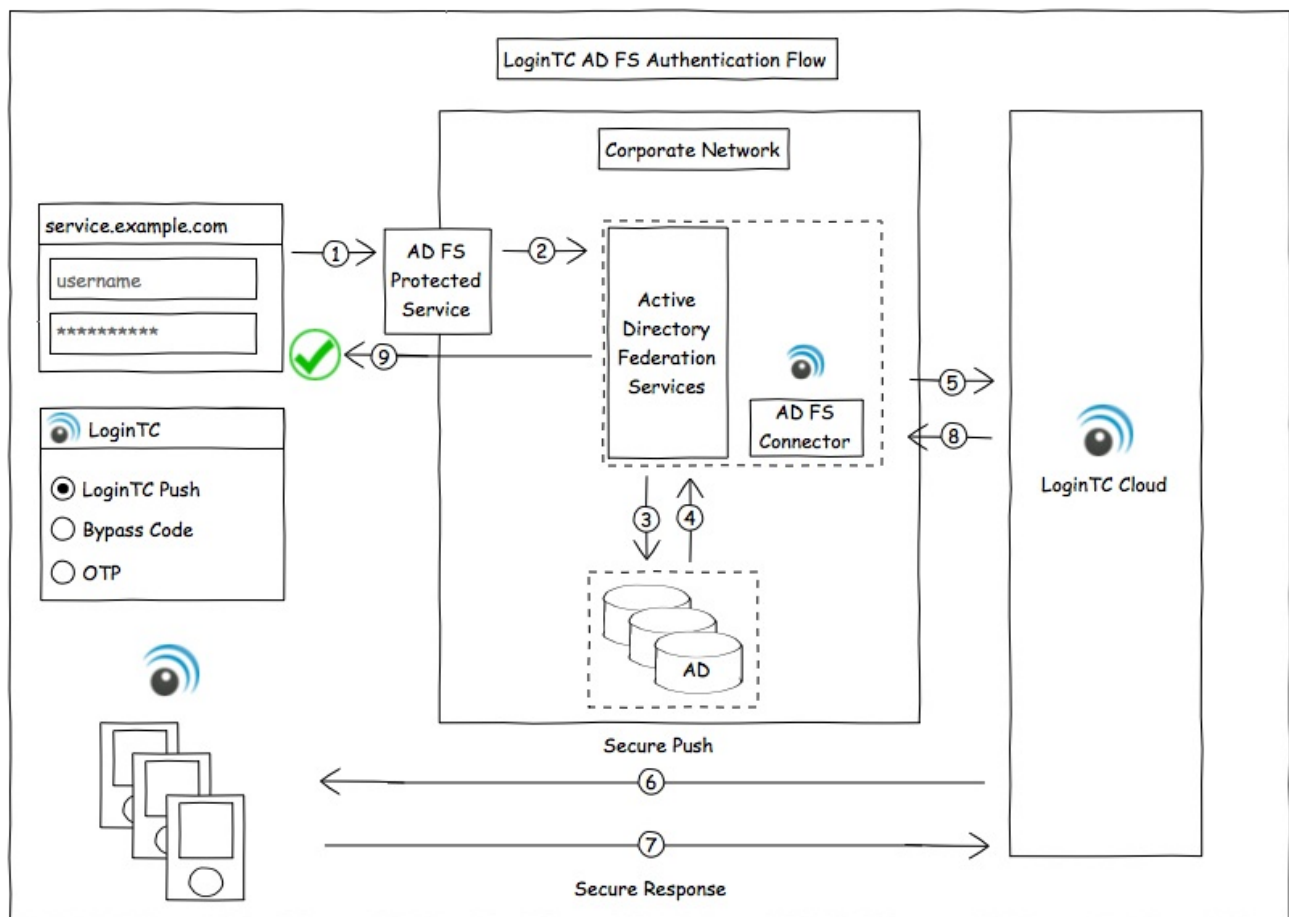 LoginTC AD FS Authentication Flow
Corporate Network
service.example.com
username
**********
1
AD FS
Protected
Service
2
Active
Directory
Federation
Services
9
AD FS
Connector
5
8
LoginTC Cloud
LoginTC
LoginTC Push
Bypass Code
OTP
3
4
AD
Secure Push
6
7
Secure Response